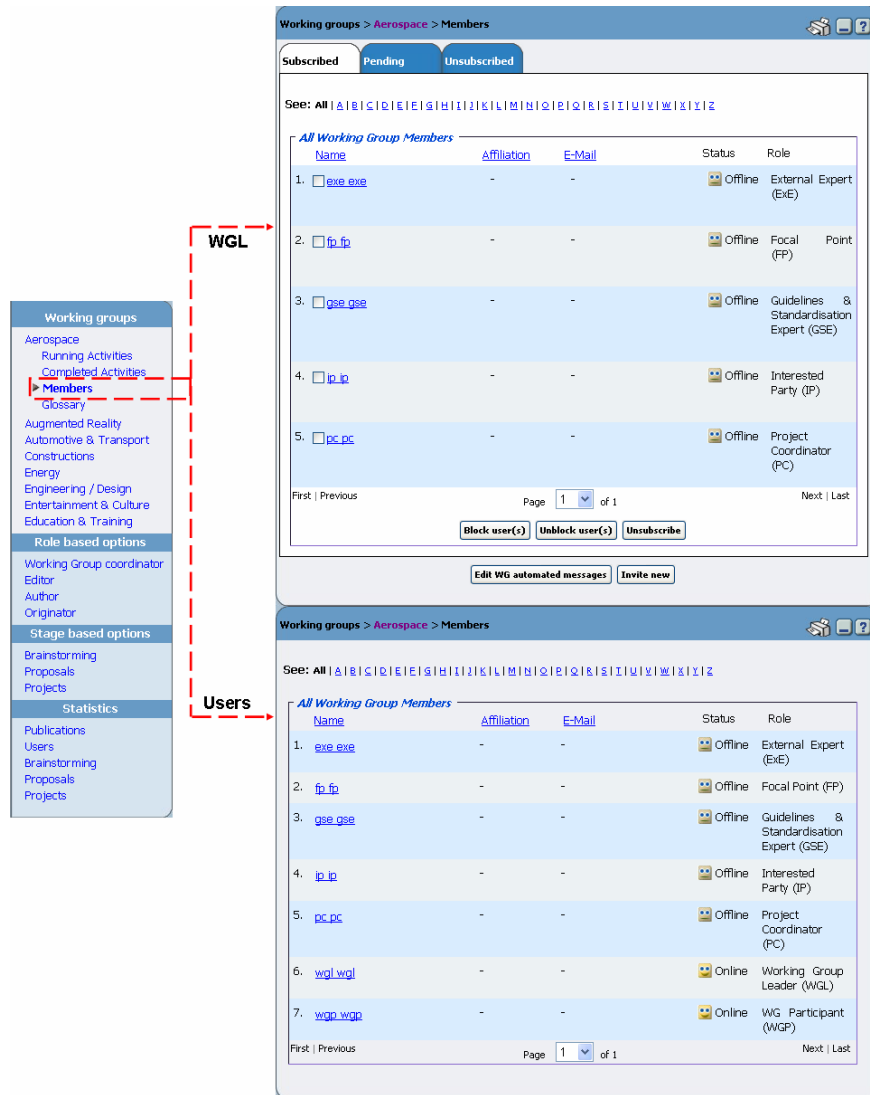 Working groups > Aerospace > Members
?
Subscribed Pending Unsubscribed
See: All | A | B | C | D | E | F | G | H | I | J | K | L | M | N | O | P | Q | R | S | T | U | V | W | X | Y | Z
All Working Group Members
Name Affiliation E-Mail Status Role
1. exe exe - - Offline External Expert
(ExE)
2. fp fp - - Offline Focal Point
(FP)
3. gse gse - - Offline Guidelines &
Standardisation
Expert (GSE)
4. ip ip - - Offline Interested
Party (IP)
5. pc pc - - Offline Project
Coordinator
(PC)
First | Previous Page 1 of 1 Next | Last
Block user(s) Unblock user(s) Unsubscribe
Edit WG automated messages Invite new
WGL
Working groups
Aerospace
Running Activities
Completed Activities
Members
Glossary
Augmented Reality
Automotive & Transport
Constructions
Energy
Engineering / Design
Entertainment & Culture
Education & Training
Role based options
Working Group coordinator
Editor
Author
Originator
Stage based options
Brainstorming
Proposals
Projects
Statistics
Publications
Users
Brainstorming
Proposals
Projects
Users
Working groups > Aerospace > Members
?
See: All | A | B | C | D | E | F | G | H | I | J | K | L | M | N | O | P | Q | R | S | T | U | V | W | X | Y | Z
All Working Group Members
Name Affiliation E-Mail Status Role
1. exe exe - - Offline External Expert
(ExE)
2. fp fp - - Offline Focal Point (FP)
3. gse gse - - Offline Guidelines &
Standardisation
Expert (GSE)
4. ip ip - - Offline Interested
Party (IP)
5. pc pc - - Offline Project
Coordinator
(PC)
6. wgl wgl - - Online Working Group
Leader (WGL)
7. wgp wgp - - Online WG Participant
(WGP)
First | Previous Page 1 of 1 Next | Last